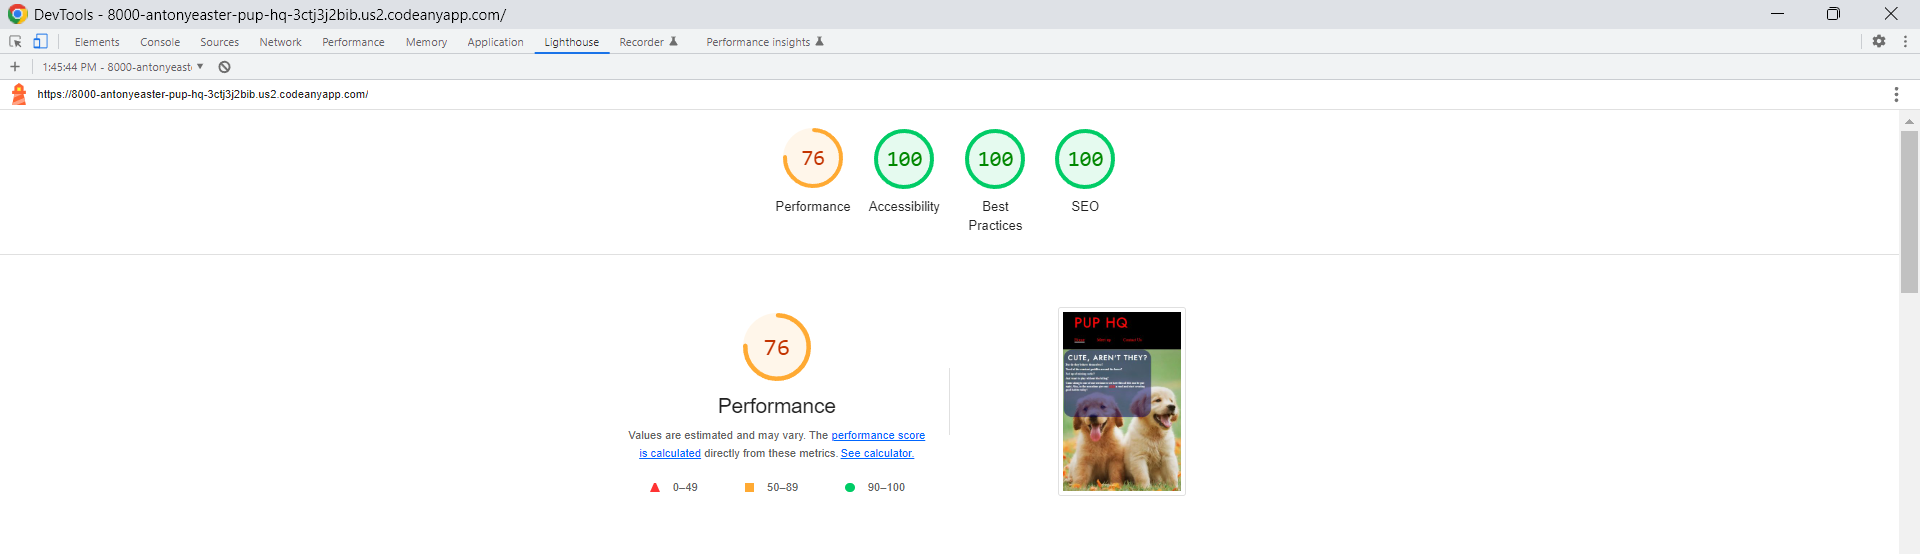 DevTools - 8000-antonyeaster-pup-hq-3ctj3j2bib.us2.codeanyapp.com/
Elements Console Sources Network Performance Memory Application Lighthouse Recorder Performance insights
1:45:44 PM - 8000-antonyeast
https://8000-antonyeaster-pup-hq-3ctj3j2bib.us2.codeanyapp.com/
76 100 100 100
Performance Accessibility Best Practices SEO
76
Performance
Values are estimated and may vary. The performance score
is calculated directly from these metrics. See calculator.
0–49 50–89 90–100
PUP HQ
CUTE, AREN'T THEY?